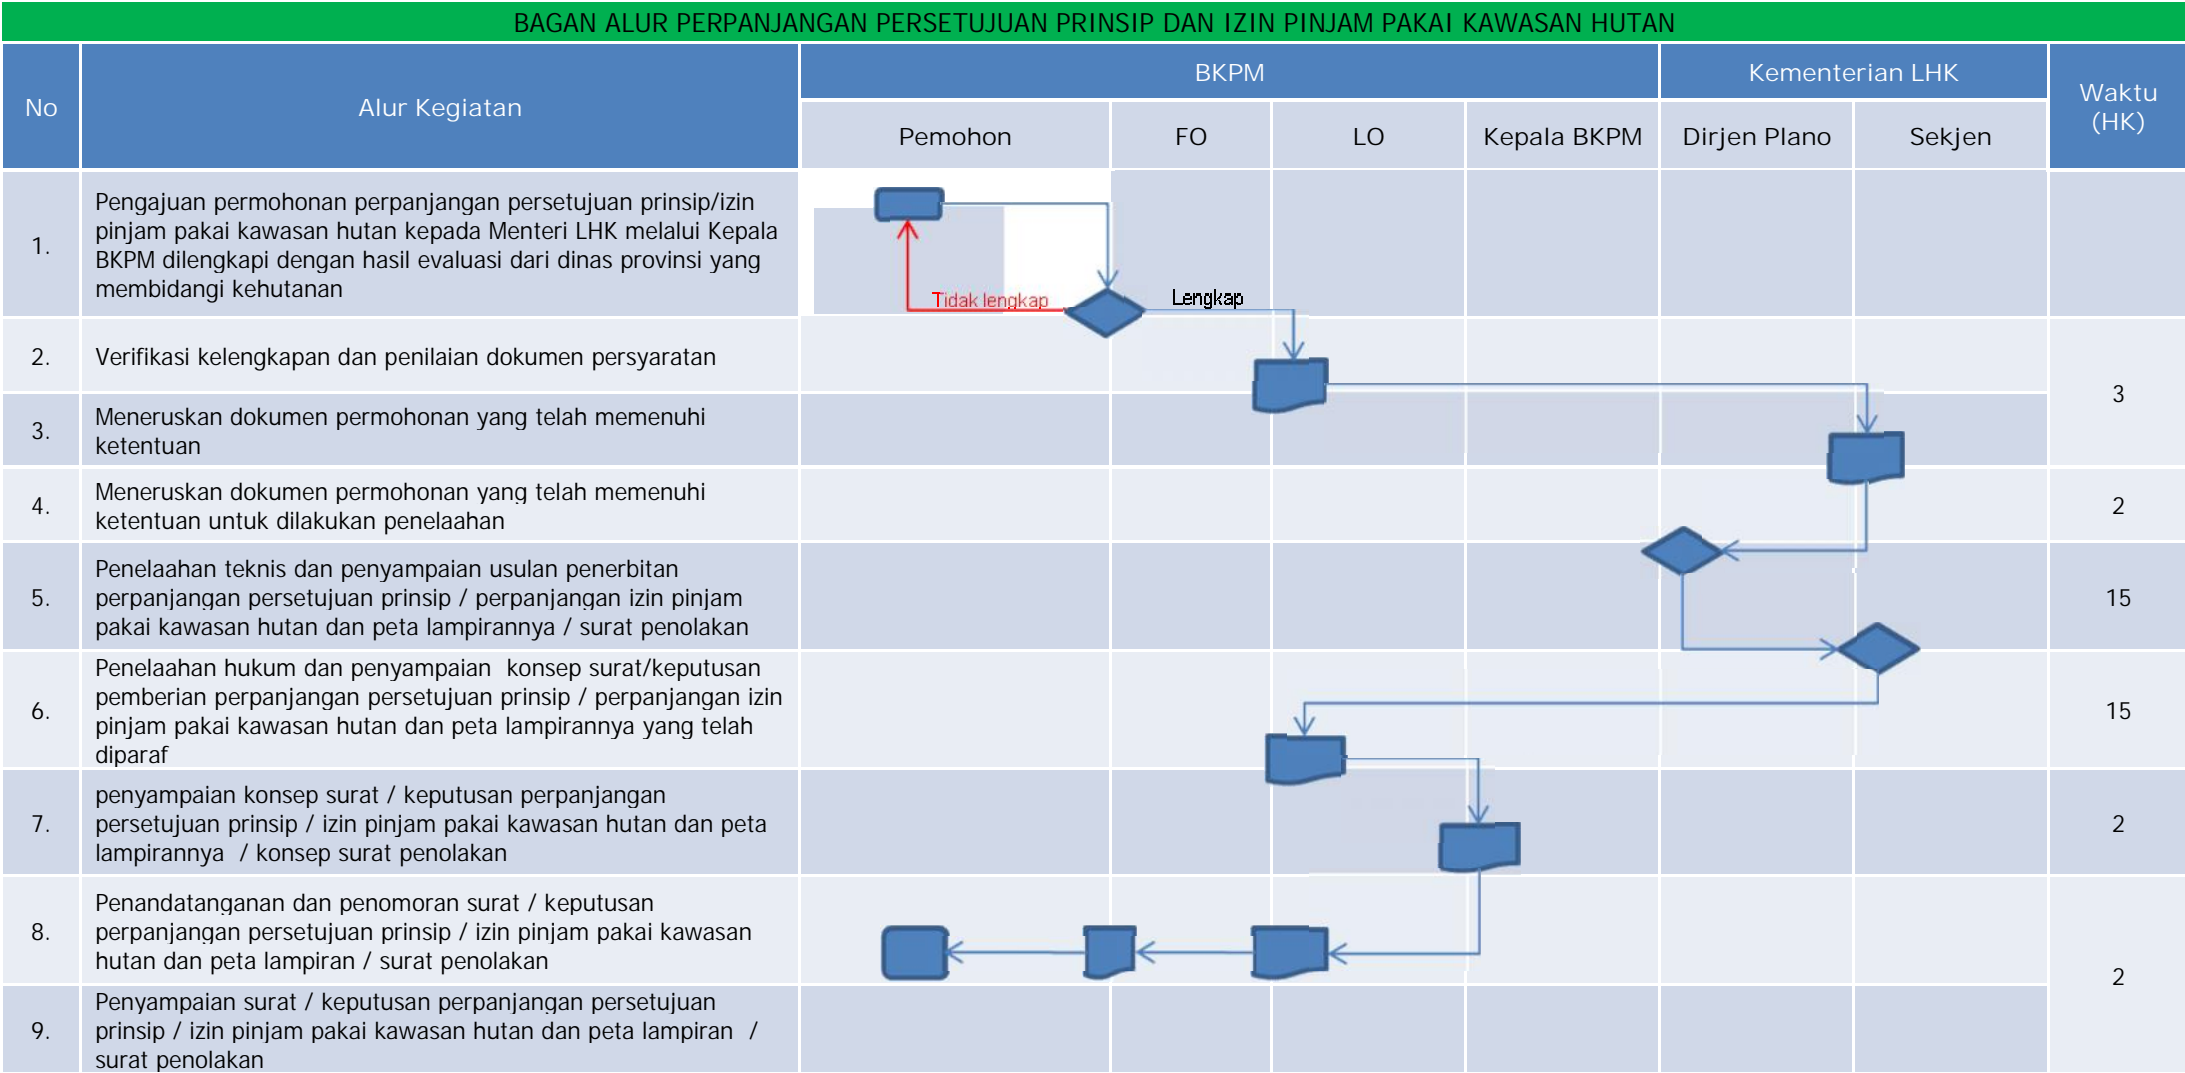 BAGAN ALUR PERPANJANGAN PERSETUJUAN PRINSIP DAN IZIN PINJAM PAKAI KAWASAN HUTAN
No
Alur Kegiatan
BKPM
Kementerian LHK
Waktu
(HK)
Pemohon
FO
LO
Kepala BKPM
Dirjen Plano
Sekjen
1.
Pengajuan permohonan perpanjangan persetujuan prinsip/izin
pinjam pakai kawasan hutan kepada Menteri LHK melalui Kepala
BKPM dilengkapi dengan hasil evaluasi dari dinas provinsi yang
membidangi kehutanan
Tidak lengkap
Lengkap
2.
Verifikasi kelengkapan dan penilaian dokumen persyaratan
3
3.
Meneruskan dokumen permohonan yang telah memenuhi
ketentuan
4.
Meneruskan dokumen permohonan yang telah memenuhi
ketentuan untuk dilakukan penelaahan
2
5.
Penelaahan teknis dan penyampaian usulan penerbitan
perpanjangan persetujuan prinsip / perpanjangan izin pinjam
pakai kawasan hutan dan peta lampirannya / surat penolakan
15
6.
Penelaahan hukum dan penyampaian konsep surat/keputusan
pemberian perpanjangan persetujuan prinsip / perpanjangan izin
pinjam pakai kawasan hutan dan peta lampirannya yang telah
diparaf
15
7.
penyampaian konsep surat / keputusan perpanjangan
persetujuan prinsip / izin pinjam pakai kawasan hutan dan peta
lampirannya / konsep surat penolakan
2
8.
Penandatanganan dan penomoran surat / keputusan
perpanjangan persetujuan prinsip / izin pinjam pakai kawasan
hutan dan peta lampiran / surat penolakan
2
9.
Penyampaian surat / keputusan perpanjangan persetujuan
prinsip / izin pinjam pakai kawasan hutan dan peta lampiran /
surat penolakan